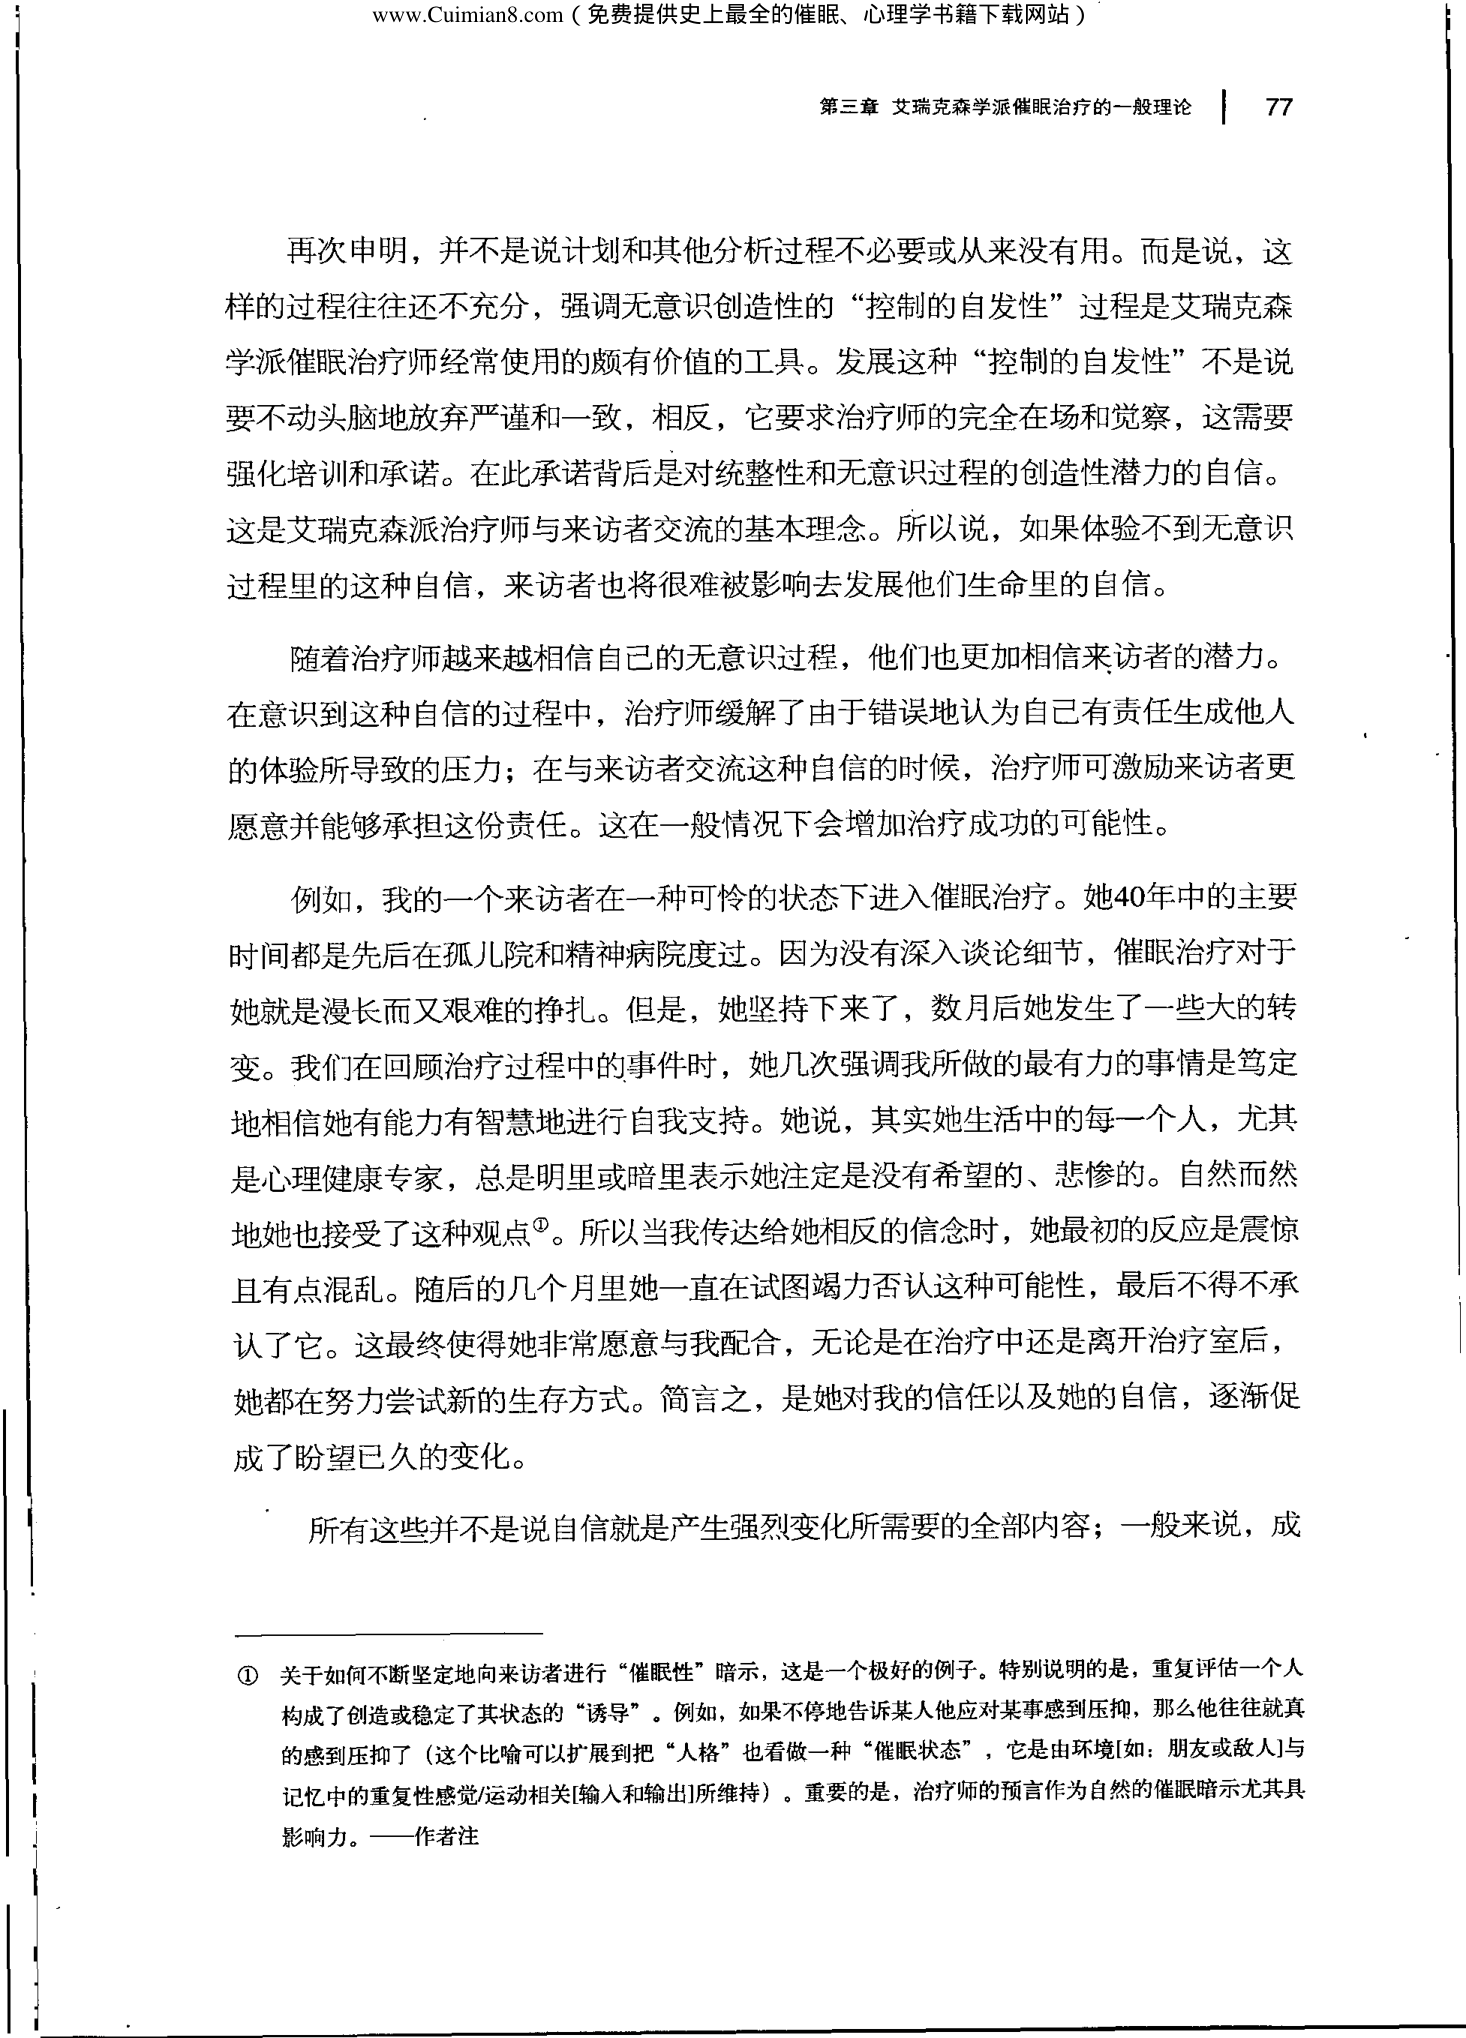 www.Cuimian8.com（免费提供史上最全的催眠、心理学书籍下载网站）
第三章 艾瑞克森学派催眠治疗的一般理论 77
再次申明，并不是说计划和其他分析过程不必要或从来没有用。而是说，这
样的过程往往还不充分，强调无意识创造性的“控制的自发性”过程是艾瑞克森
学派催眠治疗师经常使用的颇有价值的工具。发展这种“控制的自发性”不是说
要不动头脑地放弃严谨和一致，相反，它要求治疗师的完全在场和觉察，这需要
强化培训和承诺。在此承诺背后是对统整性和无意识过程的创造性潜力的自信。
这是艾瑞克森派治疗师与来访者交流的基本理念。所以说，如果体验不到无意识
过程里的这种自信，来访者也将很难被影响去发展他们生命里的自信。
随着治疗师越来越相信自己的无意识过程，他们也更加相信来访者的潜力。
在意识到这种自信的过程中，治疗师缓解了由于错误地认为自己有责任生成他人
的体验所导致的压力；在与来访者交流这种自信的时候，治疗师可激励来访者更
愿意并能够承担这份责任。这在一般情况下会增加治疗成功的可能性。
例如，我的一个来访者在一种可怜的状态下进入催眠治疗。她40年中的主要
时间都是先后在孤儿院和精神病院度过。因为没有深入谈论细节，催眠治疗对于
她就是漫长而又艰难的挣扎。但是，她坚持下来了，数月后她发生了一些大的转
变。我们在回顾治疗过程中的事件时，她几次强调我所做的最有力的事情是笃定
地相信她有能力有智慧地进行自我支持。她说，其实她生活中的每一个人，尤其
是心理健康专家，总是明里或暗里表示她注定是没有希望的、悲惨的。自然而然
地她也接受了这种观点①。所以当我传达给她相反的信念时，她最初的反应是震惊
且有点混乱。随后的几个月里她一直在试图竭力否认这种可能性，最后不得不承
认了它。这最终使得她非常愿意与我配合，无论是在治疗中还是离开治疗室后，
她都在努力尝试新的生存方式。简言之，是她对我的信任以及她的自信，逐渐促
成了盼望已久的变化。
所有这些并不是说自信就是产生强烈变化所需要的全部内容；一般来说，成
① 关于如何不断坚定地向来访者进行“催眠性”暗示，这是一个极好的例子。特别说明的是，重复评估一个人
构成了创造或稳定了其状态的“诱导”。例如，如果不停地告诉某人他应对某事感到压抑，那么他往往就真
的感到压抑了（这个比喻可以扩展到把“人格”也看做一种“催眠状态”，它是由环境[如：朋友或敌人]与
记忆中的重复性感觉/运动相关[输入和输出]所维持）。重要的是，治疗师的预言作为自然的催眠暗示尤其具
影响力。——作者注